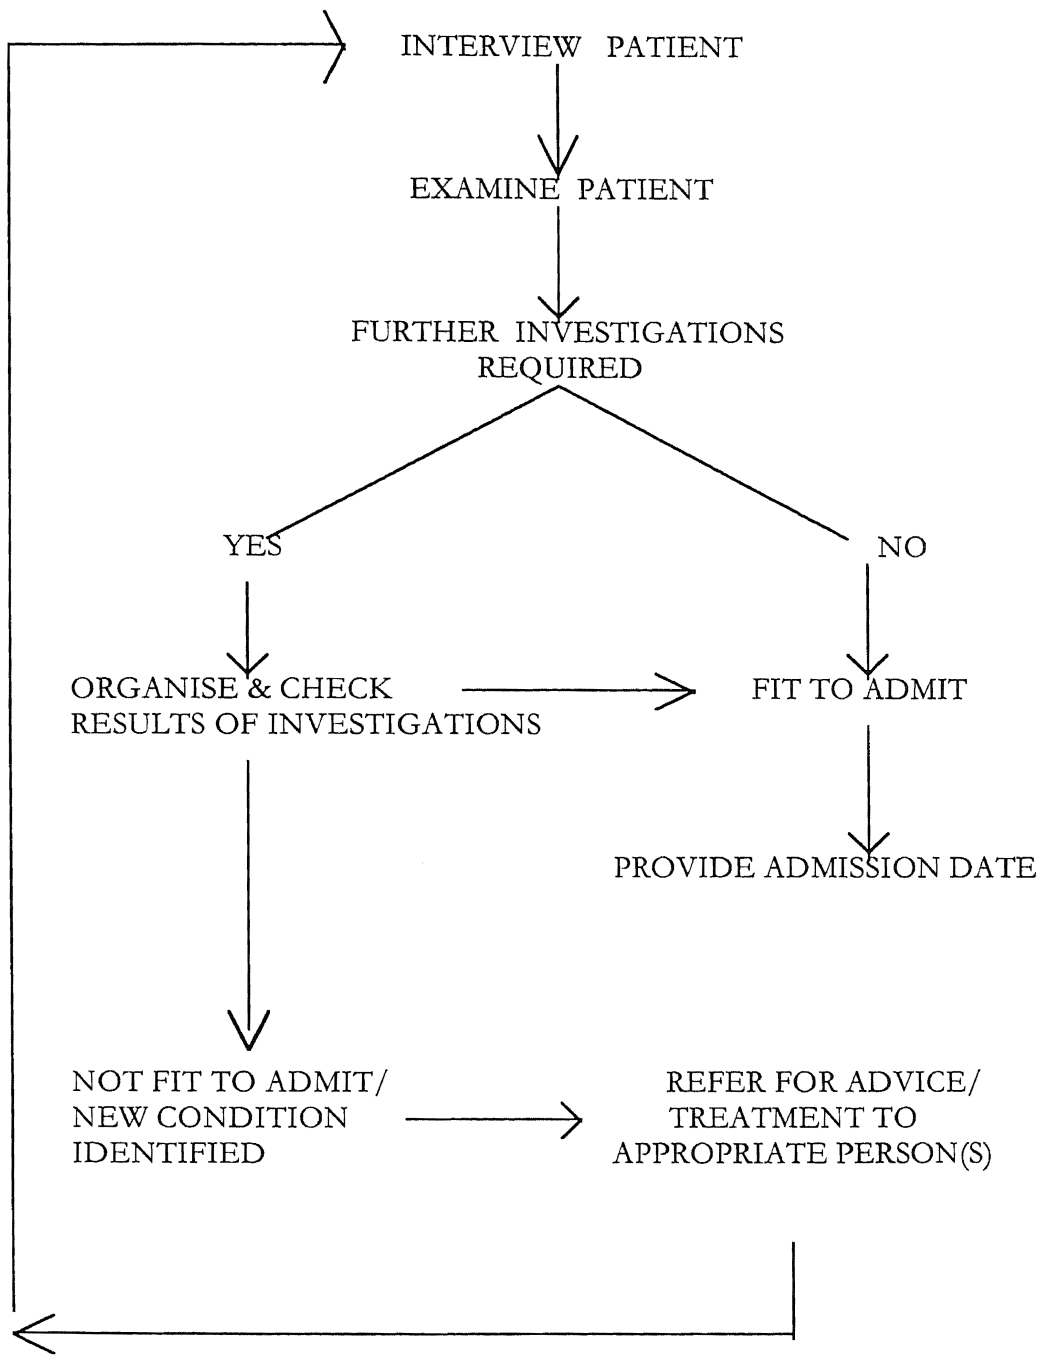 INTERVIEW PATIENT
EXAMINE PATIENT
FURTHER INVESTIGATIONS
REQUIRED
YES
NO
ORGANISE & CHECK
RESULTS OF INVESTIGATIONS
FIT TO ADMIT
PROVIDE ADMISSION DATE
NOT FIT TO ADMIT/
NEW CONDITION
IDENTIFIED
REFER FOR ADVICE/
TREATMENT TO
APPROPRIATE PERSON(S)